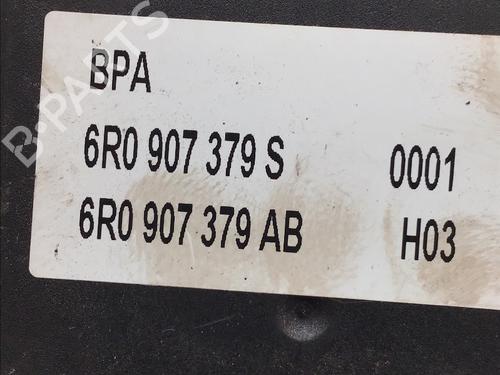 BPA
6R0 907 379 S 0001
6R0 907 379 AB H03
B-PARTS